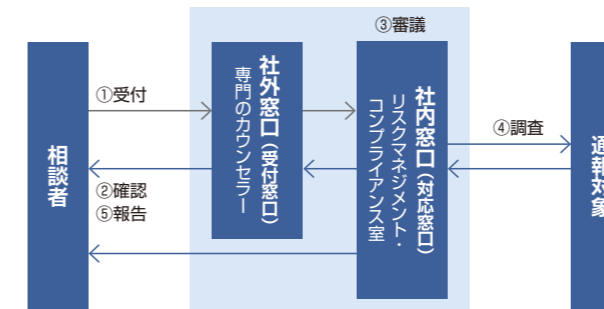 ③審議
①受付
④調査
②確認
⑤報告
相談者
社外窓口（受付窓口）
専門のカウンセラー
社内窓口（対応窓口）
リスクマネジメント・
コンプライアンス室
通報対象